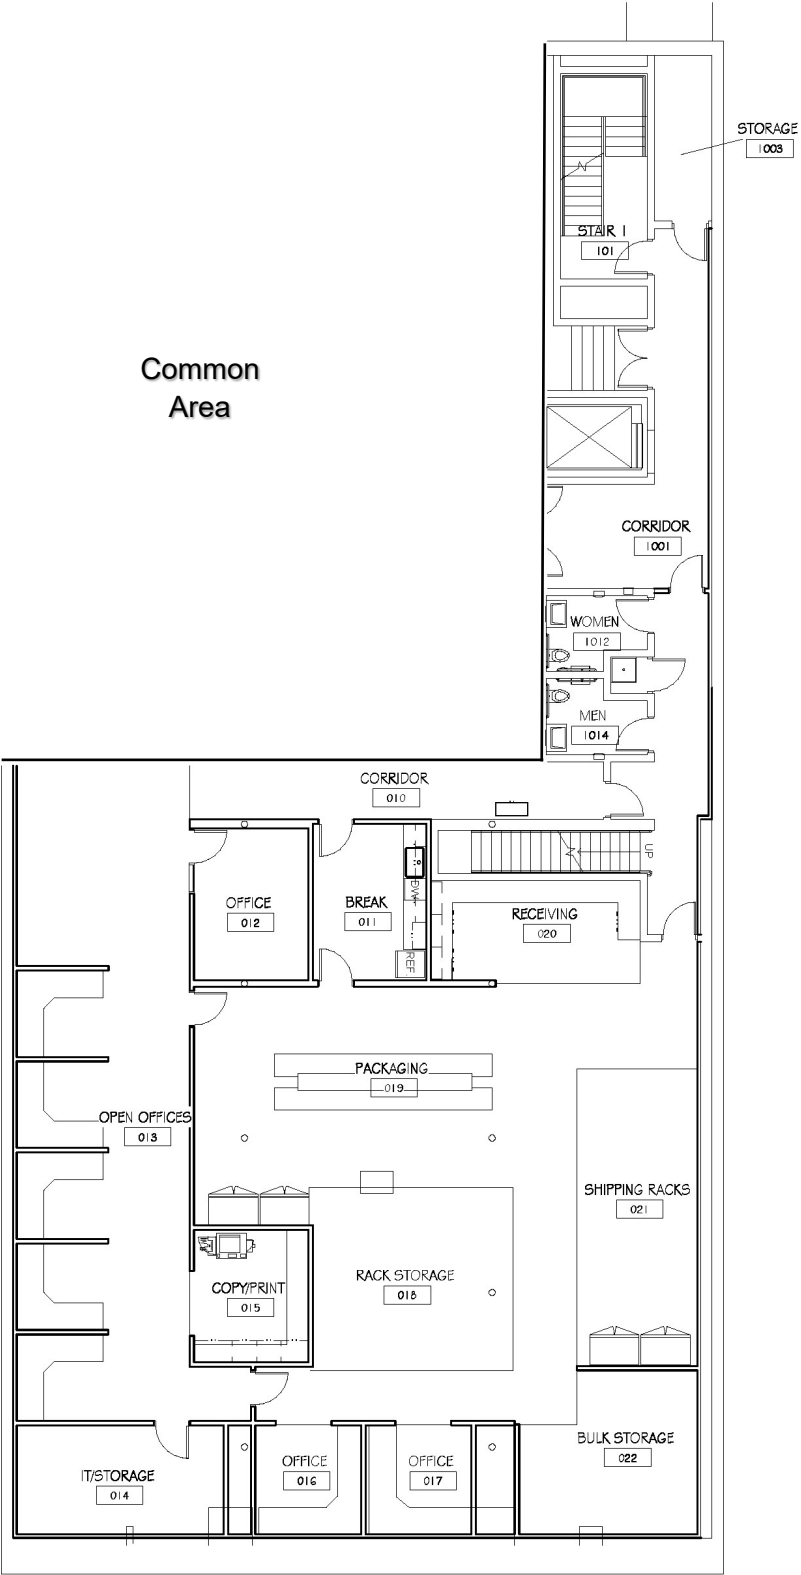 STORAGE
1003
STAIR 1
101
Common
Area
CORRIDOR
1001
WOMEN
1012
MEN
1014
CORRIDOR
010
UP
OFFICE
012
BREAK
011
DW
REF.
RECEIVING
020
PACKAGING
019
OPEN OFFICES
013
SHIPPING RACKS
021
RACK STORAGE
018
COPY/PRINT
015
BULK STORAGE
022
IT/STORAGE
014
OFFICE
016
OFFICE
017